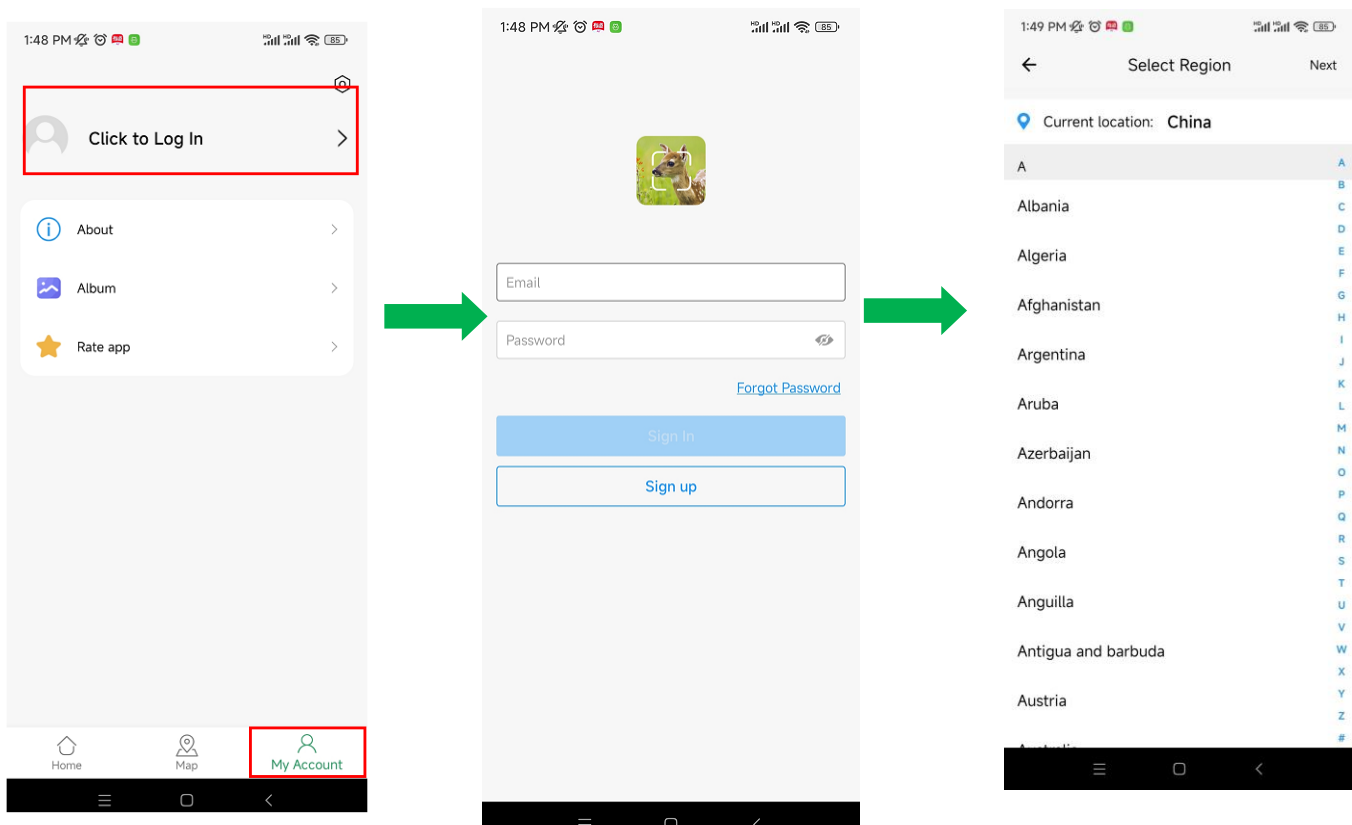 1:48 PM
85
Click to Log In
About
Album
Rate app
Home
Map
My Account
1:48 PM
85
Email
Password
Forgot Password
Sign In
Sign up
1:49 PM
85
Select Region
Next
Current location: China
A
Albania
Algeria
Afghanistan
Argentina
Aruba
Azerbaijan
Andorra
Angola
Anguilla
Antigua and barbuda
Austria
A
B
C
D
E
F
G
H
I
J
K
L
M
N
O
P
Q
R
S
T
U
V
W
X
Y
Z
#